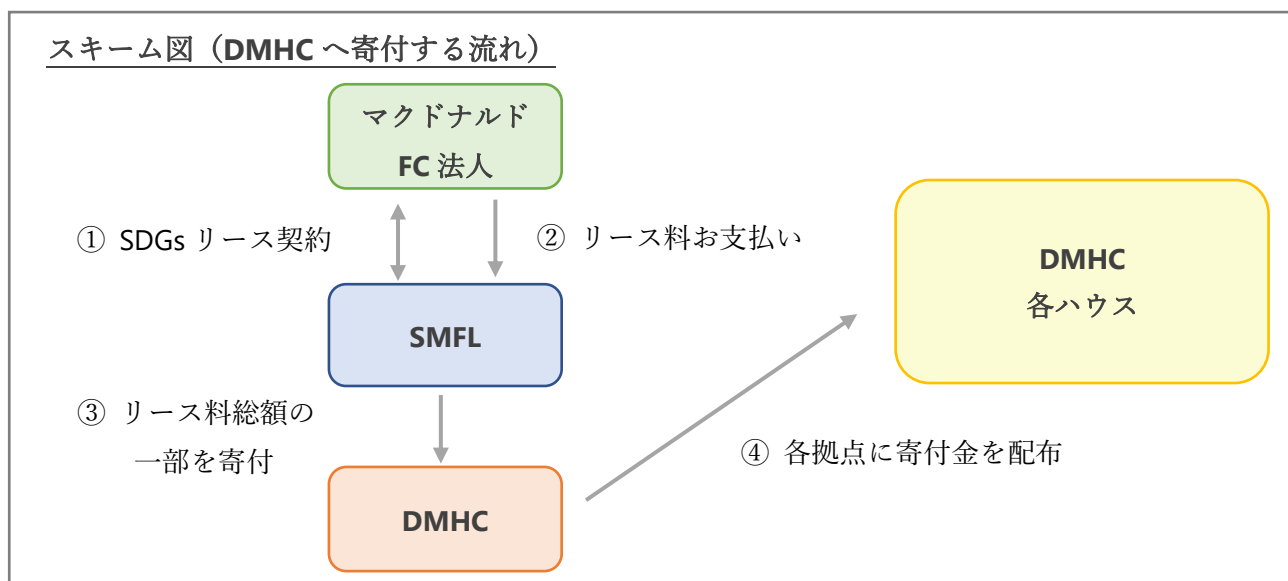 スキーム図（DMHC へ寄付する流れ）
マクドナルド
FC 法人
① SDGs リース契約
② リース料お支払い
SMFL
DMHC
各ハウス
③ リース料総額の
一部を寄付
④ 各拠点に寄付金を配布
DMHC